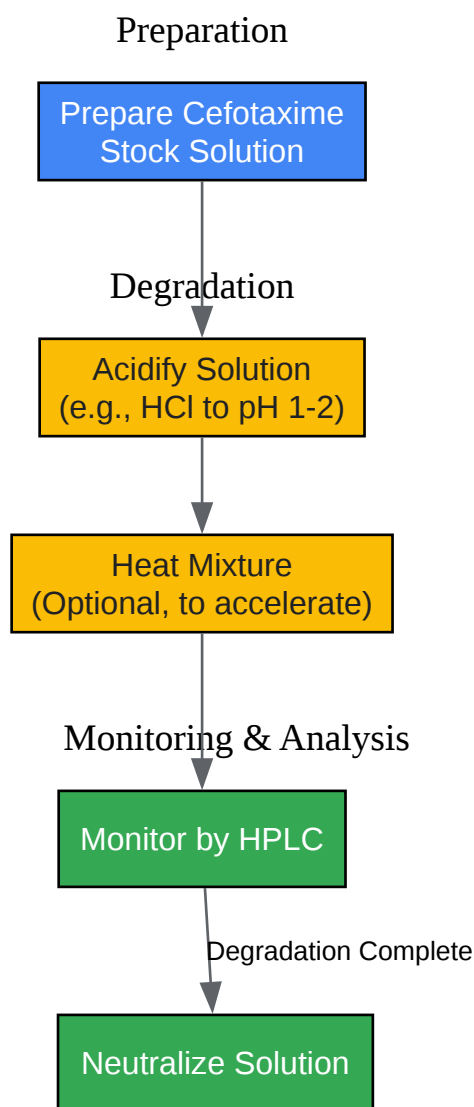 Preparation
Prepare Cefotaxime
Stock Solution
Degradation
Acidify Solution
(e.g., HCl to pH 1-2)
Heat Mixture
(Optional, to accelerate)
Monitoring & Analysis
Monitor by HPLC
Degradation Complete
Neutralize Solution